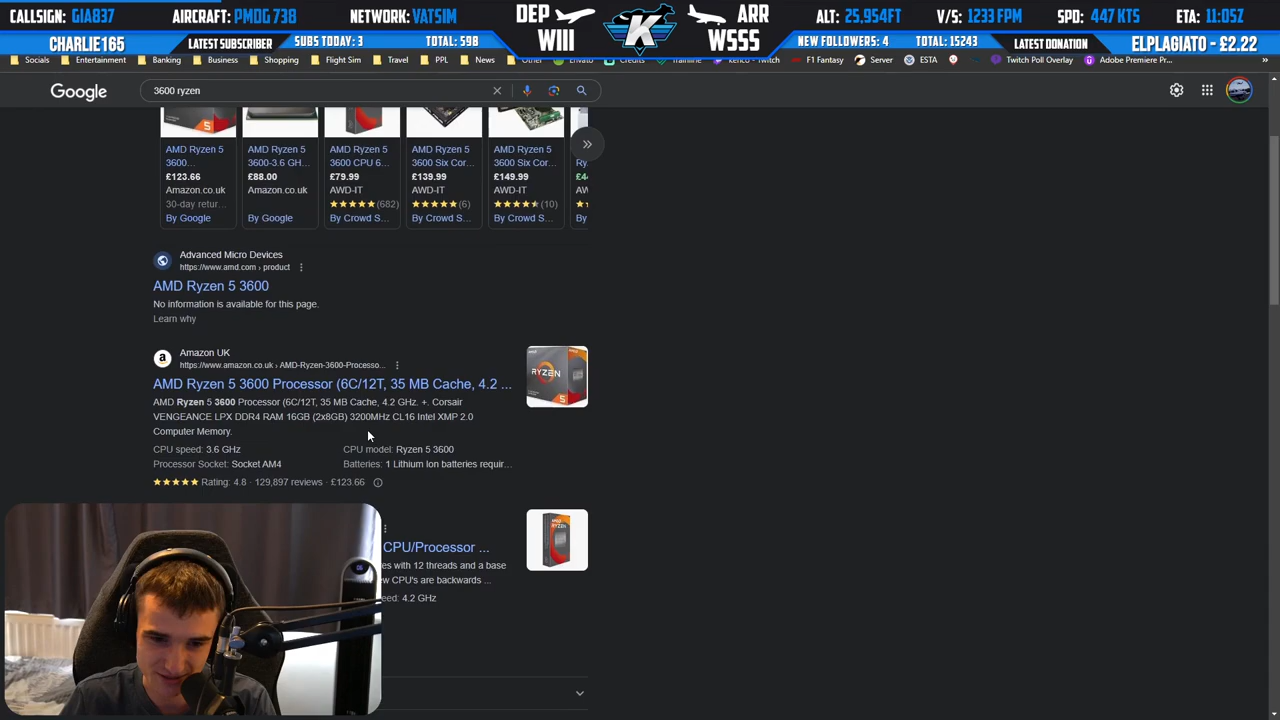 CALLSIGN: GIA837
AIRCRAFT: PMDG 738
NETWORK: VATSIM
DEP
WIII
K
ARR
WSSS
ALT: 25,954FT
V/S: 1233 FPM
SPD: 447 KTS
ETA: 11:05Z
CHARLIE165
LATEST SUBSCRIBER
SUBS TODAY: 3
TOTAL: 598
NEW FOLLOWERS: 4
TOTAL: 15243
LATEST DONATION
ELPLAGIATO - £2.22
Socials
Entertainment
Banking
Business
Shopping
Flight Sim
Travel
PPL
News
Other
Envato
Credits
Trainline
kenco - Twitch
F1 Fantasy
Server
ESTA
Twitch Poll Overlay
Adobe Premiere Pr...
Google
3600 ryzen
AMD Ryzen 5
3600...
£123.66
Amazon.co.uk
30-day retur...
By Google
AMD Ryzen 5
3600-3.6 GH...
£88.00
Amazon.co.uk
By Google
AMD Ryzen 5
3600 CPU 6...
£79.99
AWD-IT
(682)
By Crowd S...
AMD Ryzen 5
3600 Six Cor...
£139.99
AWD-IT
(6)
By Crowd S...
AMD Ryzen 5
3600 Six Cor...
£149.99
AWD-IT
(10)
By Crowd S...
Advanced Micro Devices
https://www.amd.com › product
AMD Ryzen 5 3600
No information is available for this page.
Learn why
Amazon UK
https://www.amazon.co.uk › AMD-Ryzen-3600-Processo...
AMD Ryzen 5 3600 Processor (6C/12T, 35 MB Cache, 4.2 ...
AMD Ryzen 5 3600 Processor (6C/12T, 35 MB Cache, 4.2 GHz. +. Corsair
VENGEANCE LPX DDR4 RAM 16GB (2x8GB) 3200MHz CL16 Intel XMP 2.0
Computer Memory.
CPU speed: 3.6 GHz
CPU model: Ryzen 5 3600
Processor Socket: Socket AM4
Batteries: 1 Lithium Ion batteries requir...
Rating: 4.8 · 129,897 reviews · £123.66
RYZEN
5
CPU/Processor ...
es with 12 threads and a base
ew CPU's are backwards ...
eed: 4.2 GHz
RYZEN